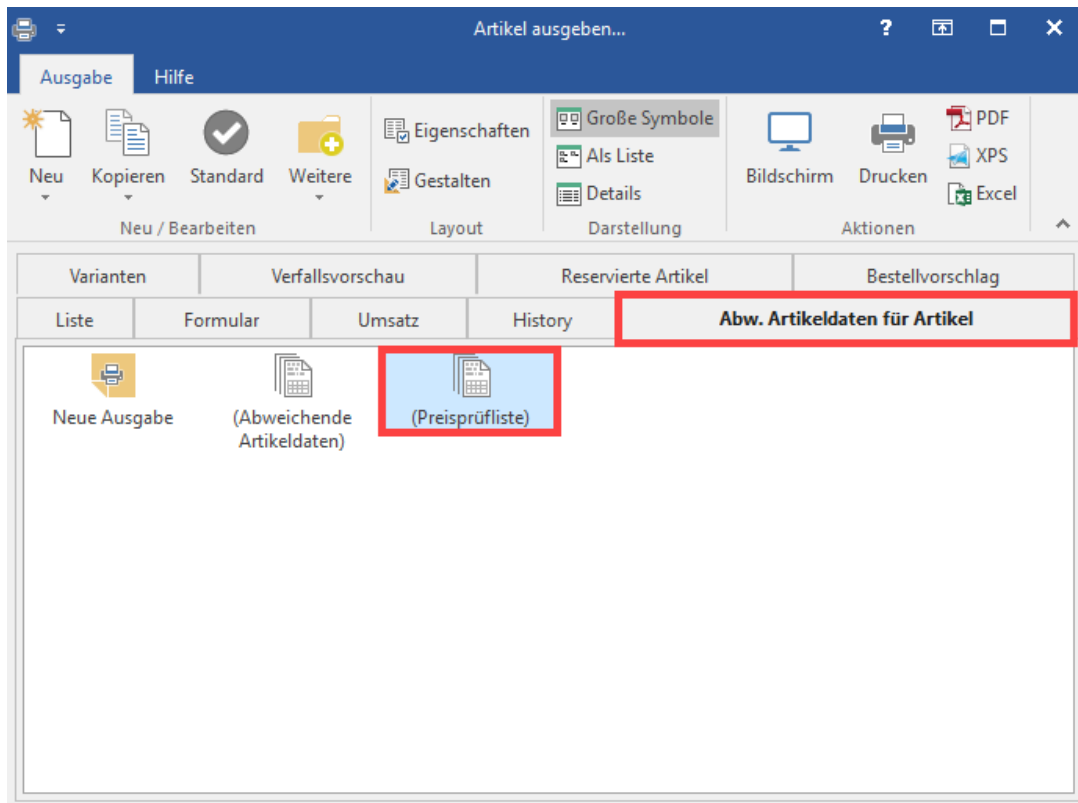 Artikel ausgeben...
?
Ausgabe Hilfe
Neu Kopieren Standard Weitere
Eigenschaften
Gestalten
Große Symbole
Als Liste
Details
Bildschirm Drucken
PDF
XPS
Excel
Neu / Bearbeiten Layout Darstellung Aktionen
Varianten Verfallsvorschau Reservierte Artikel Bestellvorschlag
Liste Formular Umsatz History Abw. Artikeldaten für Artikel
Neue Ausgabe (Abweichende (Preisprüfliste)
Artikeldaten)